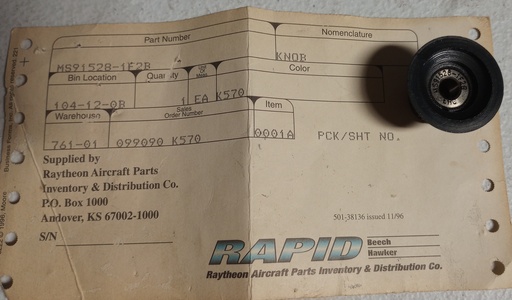 Part Number
Nomenclature
MS91528-1F2B
KNOB
Bin Location
Quantity
Color
104-12-0B
1
EA
K570
Warehouse
Sales
Order Number
Item
761-01
099090 K570
0001A
PCK/SHT NO.
Supplied by
Raytheon Aircraft Parts
Inventory & Distribution Co.
P.O. Box 1000
Andover, KS 67002-1000
S/N
501-38136 issued 11/96
RAPID
Beech
Hawker
Raytheon Aircraft Parts Inventory & Distribution Co.